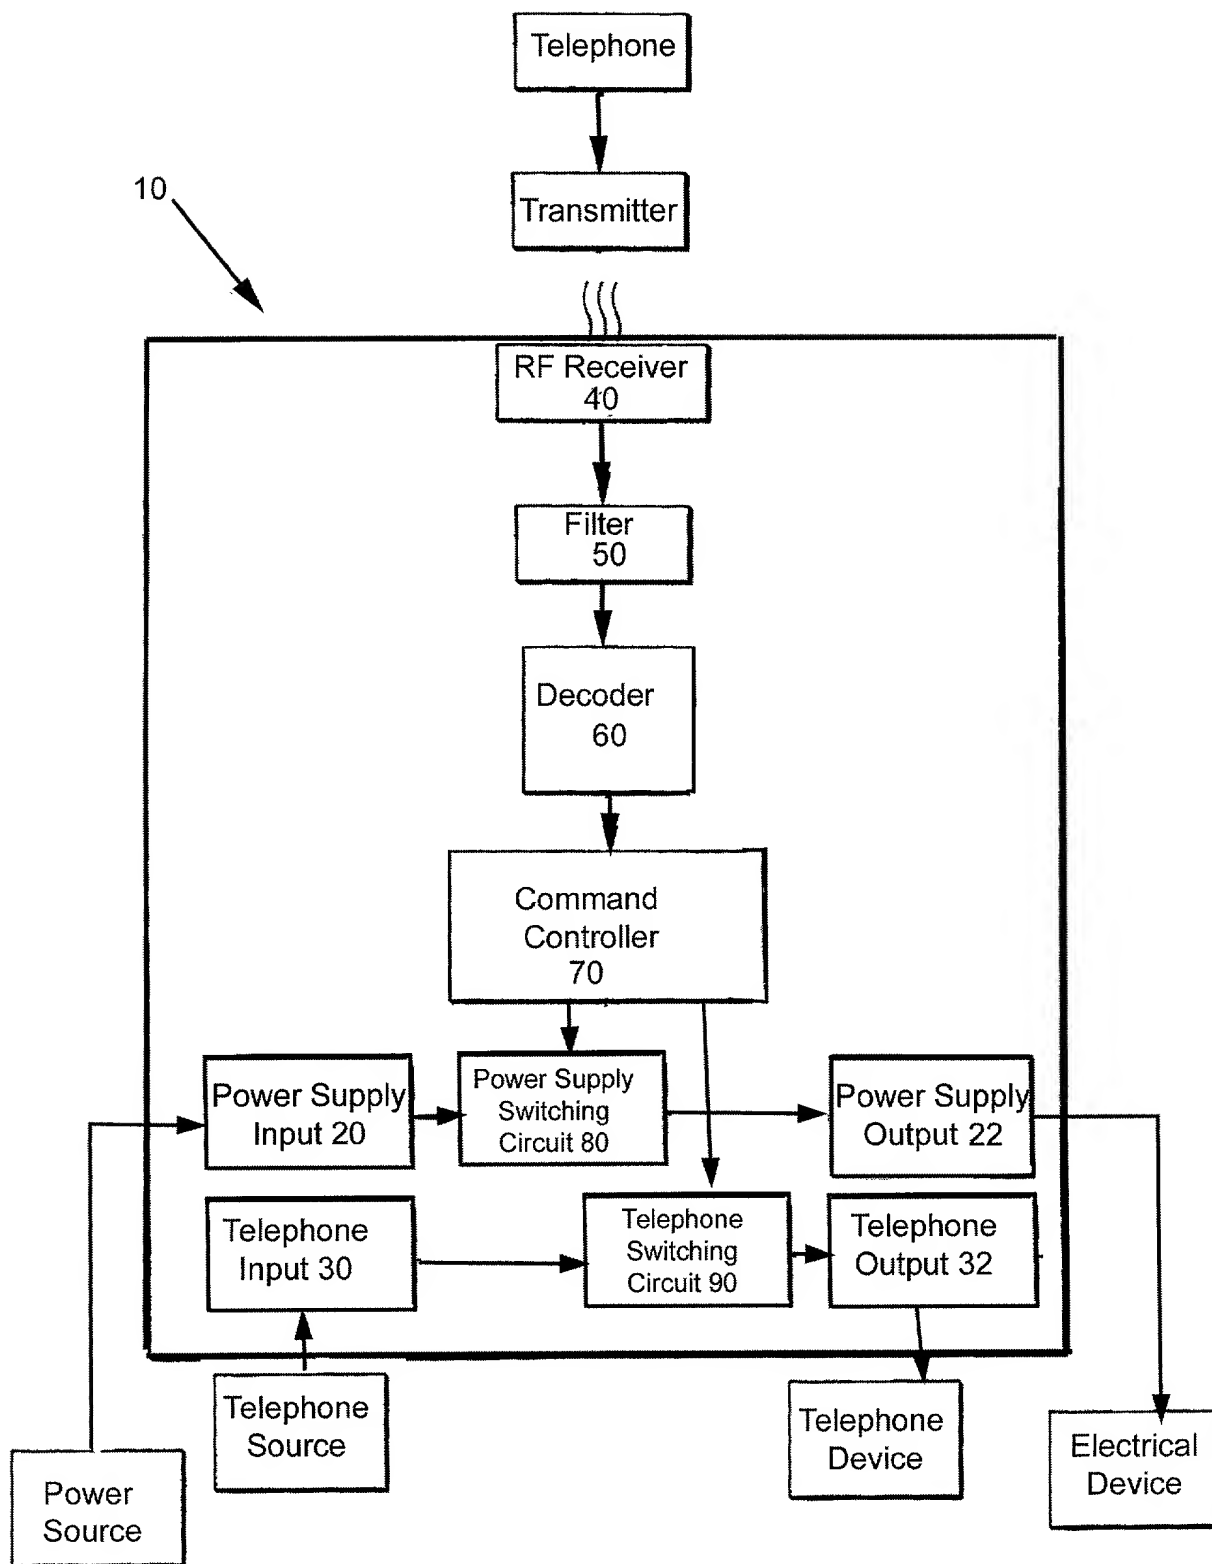 Telephone
10
Transmitter
RF Receiver
40
Filter
50
Decoder
60
Command
Controller
70
Power Supply
Input 20
Power Supply
Switching
Circuit 80
Power Supply
Output 22
Telephone
Input 30
Telephone
Switching
Circuit 90
Telephone
Output 32
Telephone
Source
Telephone
Device
Electrical
Device
Power
Source